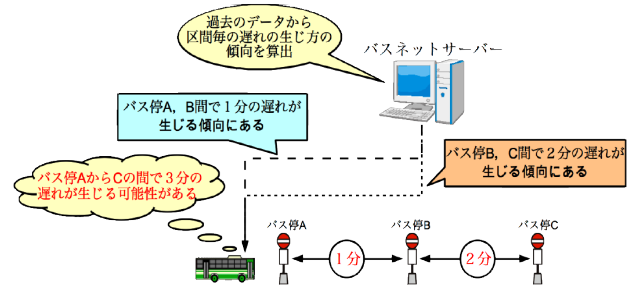 過去のデータから
区間毎の遅れの生じ方の
傾向を算出
バスネットサーバー
バス停A，B間で１分の遅れが
生じる傾向にある
バス停B，C間で２分の遅れが
生じる傾向にある
バス停AからCの間で３分の
遅れが生じる可能性がある
バス停A
バス停B
バス停C
１分
２分